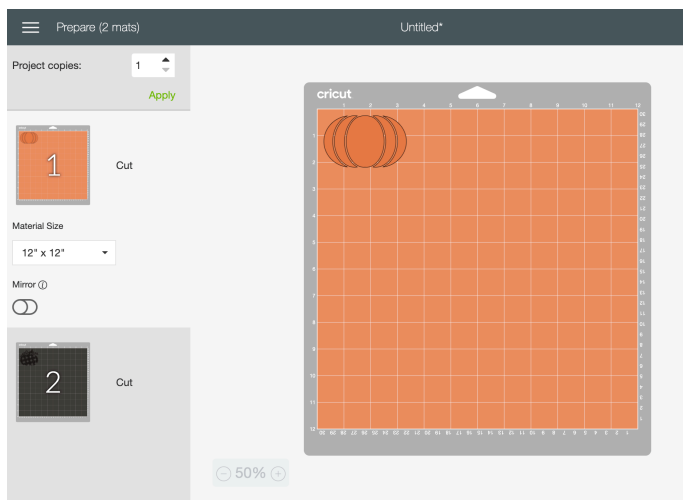 Prepare (2 mats)
Untitled*
Project copies:
1
Apply
1
Cut
Material Size
12" x 12"
Mirror
2
Cut
cricut
1 2 3 4 5 6 7 8 9 10 11 12
1
2
3
4
5
6
7
8
9
10
11
12
50%